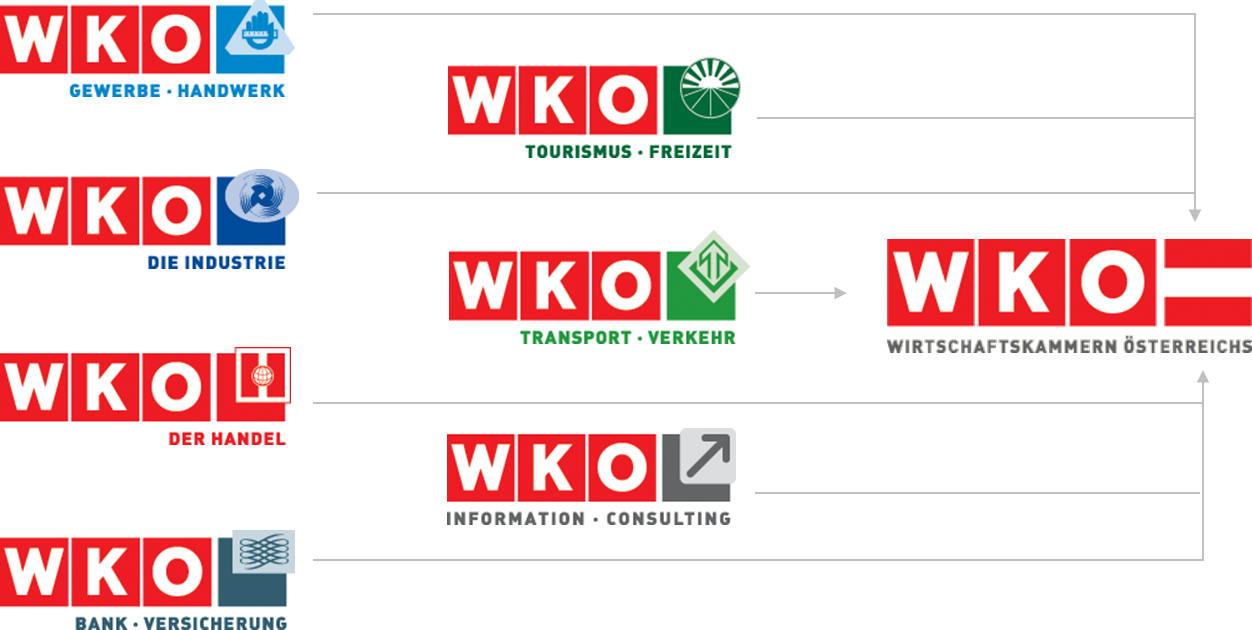 WKO
GEWERBE · HANDWERK
WKO
TOURISMUS · FREIZEIT
WKO
DIE INDUSTRIE
WKO
TRANSPORT · VERKEHR
WKO
WIRTSCHAFTSKAMMERN ÖSTERREICHS
WKO
DER HANDEL
WKO
INFORMATION · CONSULTING
WKO
BANK · VERSICHERUNG